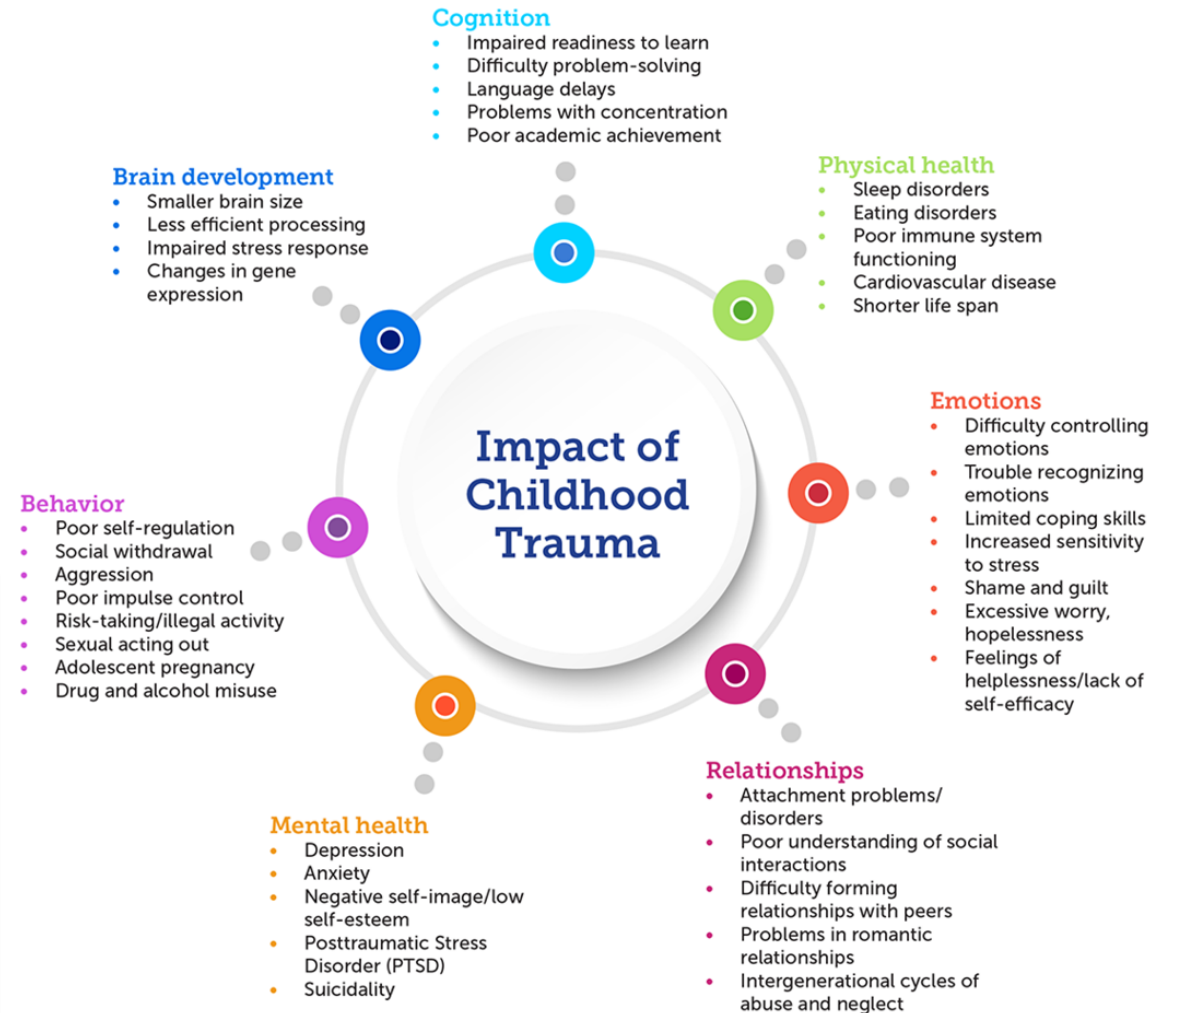 Cognition
• Impaired readiness to learn
• Difficulty problem-solving
• Language delays
• Problems with concentration
• Poor academic achievement
Physical health
• Sleep disorders
• Eating disorders
• Poor immune system
functioning
• Cardiovascular disease
• Shorter life span
Emotions
• Difficulty controlling
emotions
• Trouble recognizing
emotions
• Limited coping skills
• Increased sensitivity
to stress
• Shame and guilt
• Excessive worry,
hopelessness
• Feelings of
helplessness/lack of
self-efficacy
Relationships
• Attachment problems/
disorders
• Poor understanding of social
interactions
• Difficulty forming
relationships with peers
• Problems in romantic
relationships
• Intergenerational cycles of
abuse and neglect
Mental health
• Depression
• Anxiety
• Negative self-image/low
self-esteem
• Posttraumatic Stress
Disorder (PTSD)
• Suicidality
Behavior
• Poor self-regulation
• Social withdrawal
• Aggression
• Poor impulse control
• Risk-taking/illegal activity
• Sexual acting out
• Adolescent pregnancy
• Drug and alcohol misuse
Brain development
• Smaller brain size
• Less efficient processing
• Impaired stress response
• Changes in gene
expression
Impact of
Childhood
Trauma